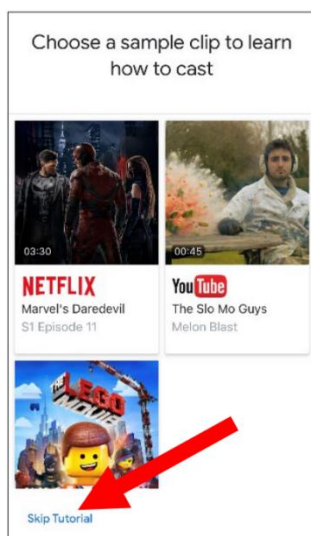 Choose a sample clip to learn
how to cast
03:30
00:45
NETFLIX
YouTube
Marvel's Daredevil
The Slo Mo Guys
S1 Episode 11
Melon Blast
THE LEGO
MOVIE
Skip Tutorial